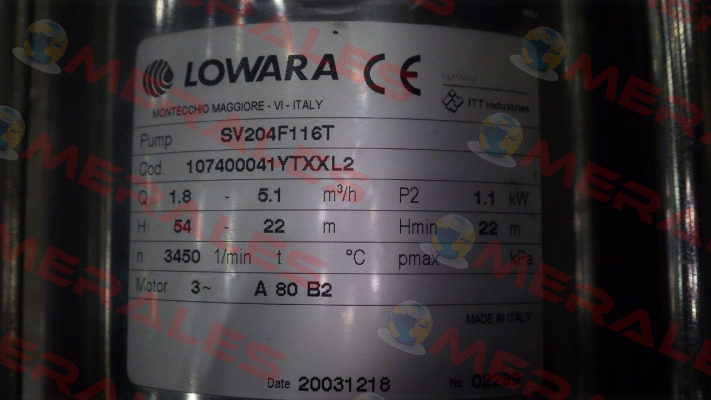 LOWARA CE
ITT Industries
MONTECCHIO MAGGIORE - VI - ITALY
Pump SV204F116T
Cod. 107400041YTXXL2
Q 1.8 - 5.1 m³/h P2 1.1 kW
H 54 - 22 m Hmin 22 m
n 3450 1/min t °C pmax kPa
Motor 3~ A 80 B2
MADE IN ITALY
Date 20031218 No
MERALES